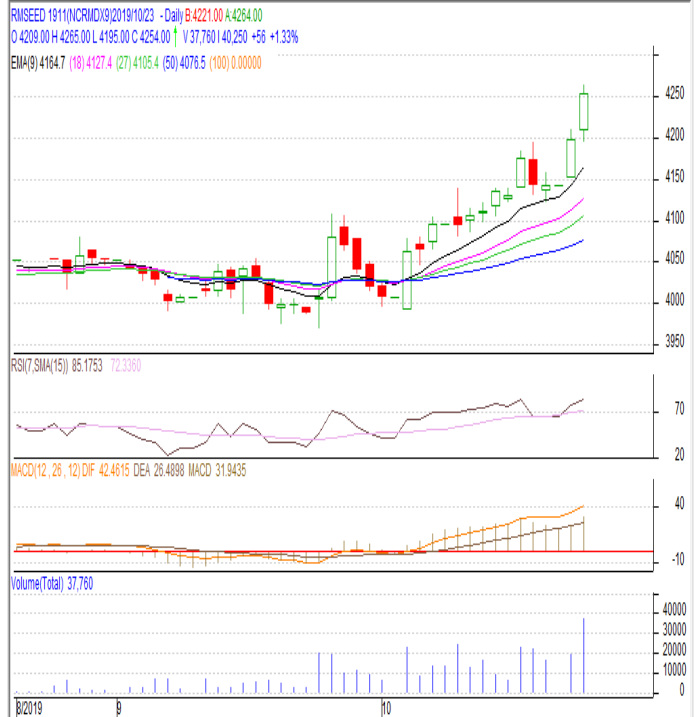 RMSEED 1911(NCRMDX9)2019/10/23 - Daily B:4221.00 A:4264.00
O 4209.00 H 4265.00 L 4195.00 C 4254.00 ↑ V 37,760 I 40,250 +56 +1.33%
EMA(9) 4164.7 (18) 4127.4 (27) 4105.4 (50) 4076.5 (100) 0.00000
4250
4200
4150
4100
4050
4000
3950
RSI(7,SMA(15)) 85.1753 72.3360
70
20
MACD(12 , 26 , 12) DIF 42.4615 DEA 26.4898 MACD 31.9435
40
-10
Volume(Total) 37,760
40000
30000
20000
10000
0
8/2019 9 10